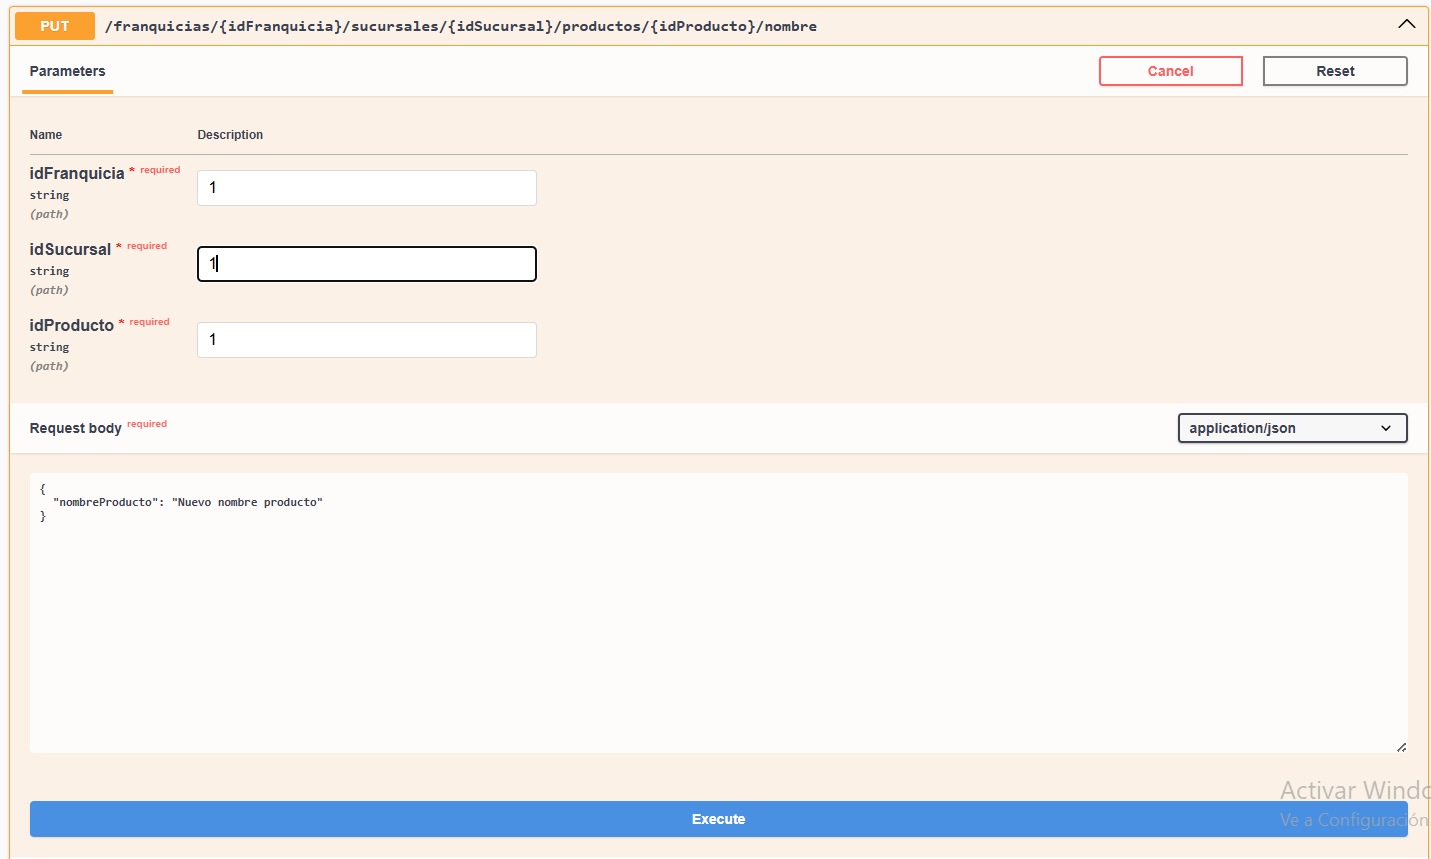 PUT /franquicias/{idFranquicia}/sucursales/{idSucursal}/productos/{idProducto}/nombre
Parameters
Cancel
Reset
Name Description
idFranquicia * required
string
(path)
1
idSucursal * required
string
(path)
1
idProducto * required
string
(path)
1
Request body required
application/json
{
  "nombreProducto": "Nuevo nombre producto"
}
Activar Windo
Ve a Configuración
Execute